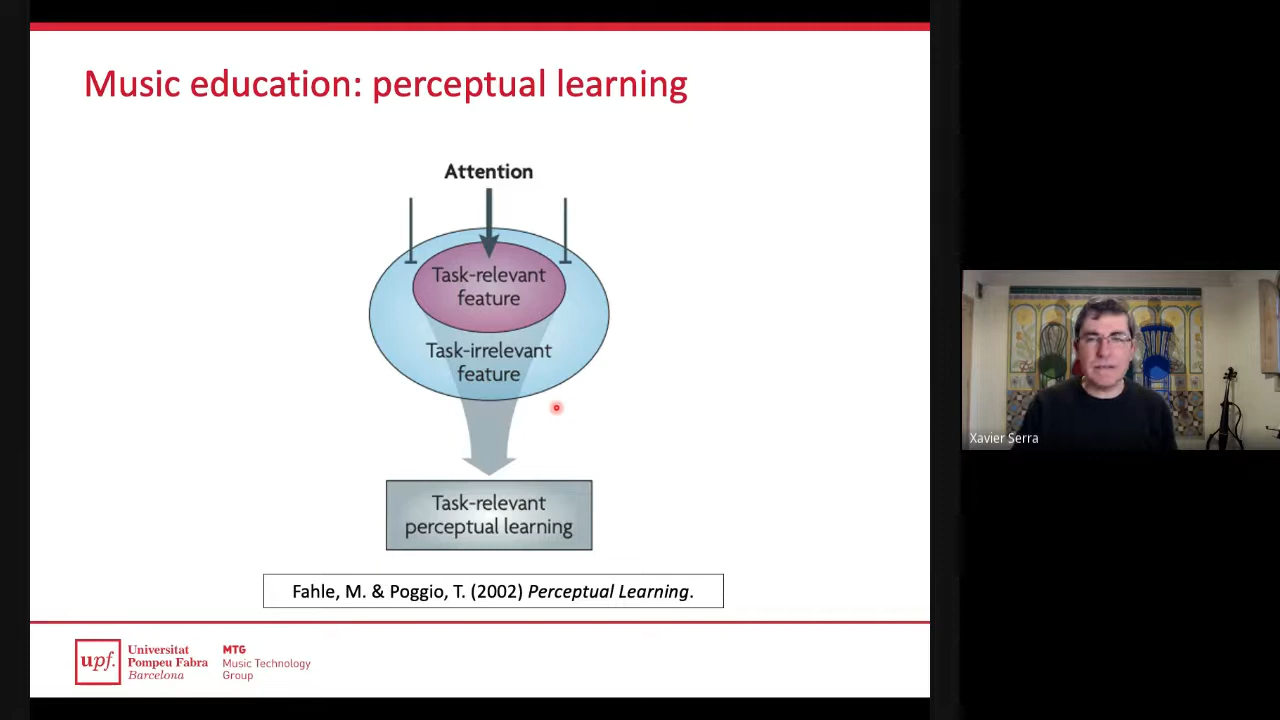 Music education: perceptual learning
Attention
Task-relevant
feature
Task-irrelevant
feature
Task-relevant
perceptual learning
Fahle, M. & Poggio, T. (2002) Perceptual Learning.
upf.
Universitat
Pompeu Fabra
Barcelona
MTG
Music Technology
Group
Xavier Serra